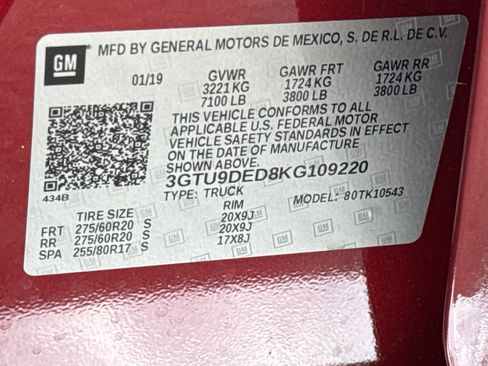 GM
MFD BY GENERAL MOTORS DE MEXICO, S. DE R.L. DE C.V.
01/19 GVWR GAWR FRT GAWR RR
3221 KG 1724 KG 1724 KG
7100 LB 3800 LB 3800 LB
THIS VEHICLE CONFORMS TO ALL
APPLICABLE U.S. FEDERAL MOTOR
VEHICLE SAFETY STANDARDS IN EFFECT
ON THE DATE OF MANUFACTURE
SHOWN ABOVE.
434B
3GTU9DED8KG109220
TYPE: TRUCK MODEL: 80TK10543
TIRE SIZE RIM
FRT 275/60R20 S 20X9J
RR 275/60R20 S 20X9J
SPA 255/80R17 S 17X8J